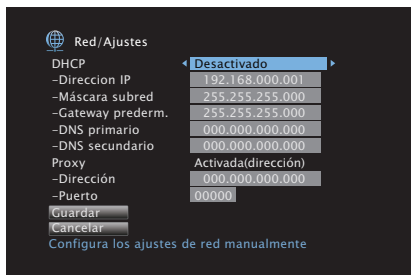 Red/Ajustes
DHCP Desactivado
-Direccion IP 192.168.000.001
-Máscara subred 255.255.255.000
-Gateway prederm. 255.255.255.000
-DNS primario 000.000.000.000
-DNS secundario 000.000.000.000
Proxy Activada(dirección)
-Dirección 000.000.000.000
-Puerto 00000
Guardar
Cancelar
Configura los ajustes de red manualmente